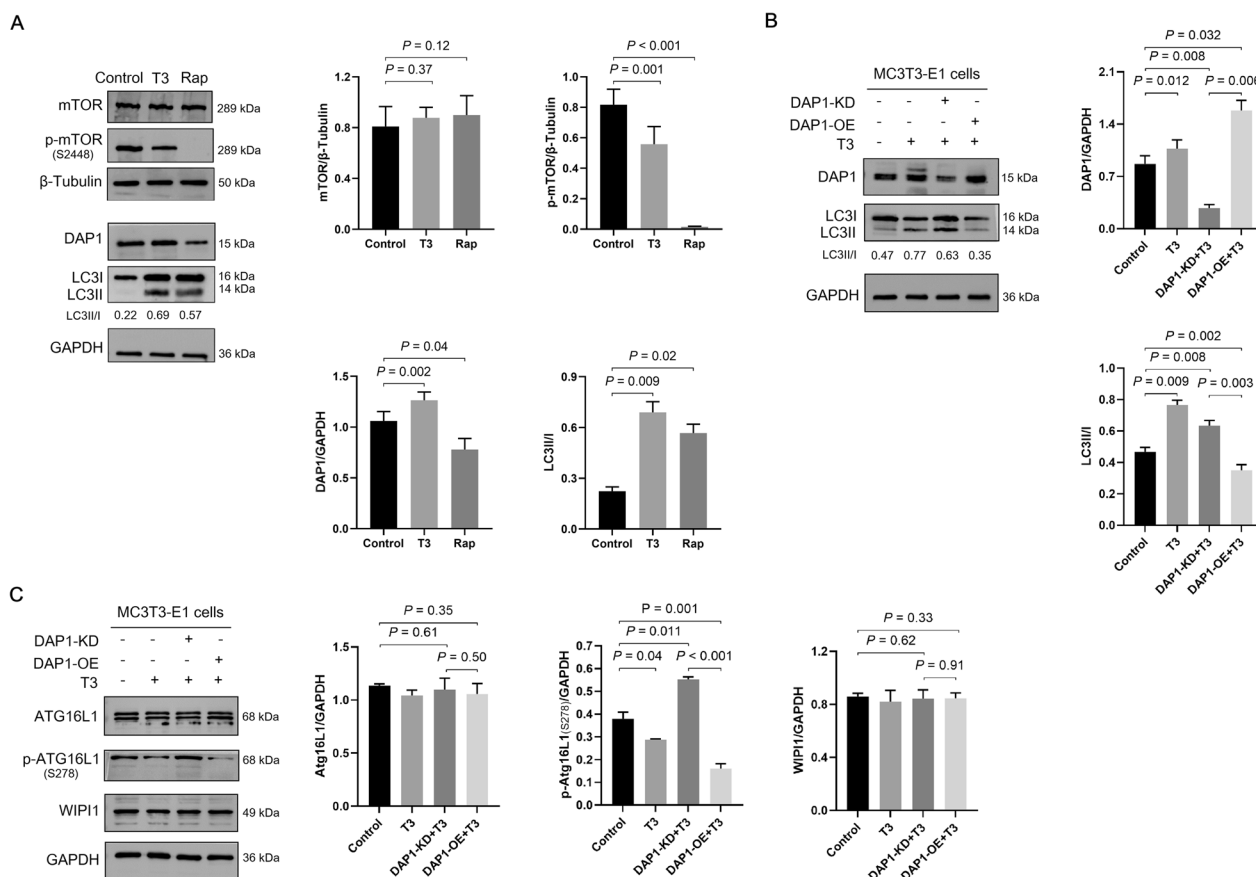 A
Control T3 Rap
mTOR 289 kDa
p-mTOR 289 kDa
(S2448)
β-Tubulin 50 kDa
DAP1 15 kDa
LC3I 16 kDa
LC3II 14 kDa
LC3II/I 0.22 0.69 0.57
GAPDH 36 kDa
P = 0.12
P = 0.37
mTOR/β-Tubulin
1.2
0.8
0.4
0.0
Control T3 Rap
P < 0.001
P = 0.001
p-mTOR/β-Tubulin
1.0
0.8
0.6
0.4
0.2
0.0
Control T3 Rap
P = 0.04
P = 0.002
DAP1/GAPDH
1.5
1.0
0.5
0.0
Control T3 Rap
P = 0.02
P = 0.009
LC3II/I
0.9
0.6
0.3
0.0
Control T3 Rap
B
MC3T3-E1 cells
DAP1-KD - - + -
DAP1-OE - - - +
T3 - + + +
DAP1 15 kDa
LC3I 16 kDa
LC3II 14 kDa
LC3II/I 0.47 0.77 0.63 0.35
GAPDH 36 kDa
P = 0.032
P = 0.008
P = 0.012 P = 0.006
DAP1/GAPDH
2.1
1.4
0.7
0.0
Control T3 DAP1-KD+T3 DAP1-OE+T3
P = 0.002
P = 0.008
P = 0.009 P = 0.003
LC3II/I
1.0
0.8
0.6
0.4
0.2
0.0
Control T3 DAP1-KD+T3 DAP1-OE+T3
C
MC3T3-E1 cells
DAP1-KD - - + -
DAP1-OE - - - +
T3 - + + +
ATG16L1 68 kDa
p-ATG16L1 68 kDa
(S278)
WIPI1 49 kDa
GAPDH 36 kDa
P = 0.35
P = 0.61
P = 0.50
Atg16L1/GAPDH
1.5
1.0
0.5
0.0
Control T3 DAP1-KD+T3 DAP1-OE+T3
P = 0.001
P = 0.011
P = 0.04 P < 0.001
p-Atg16L1(S278)/GAPDH
0.7
0.6
0.5
0.4
0.3
0.2
0.1
0.0
Control T3 DAP1-KD+T3 DAP1-OE+T3
P = 0.33
P = 0.62
P = 0.91
WIPI1/GAPDH
1.2
0.8
0.4
0.0
Control T3 DAP1-KD+T3 DAP1-OE+T3